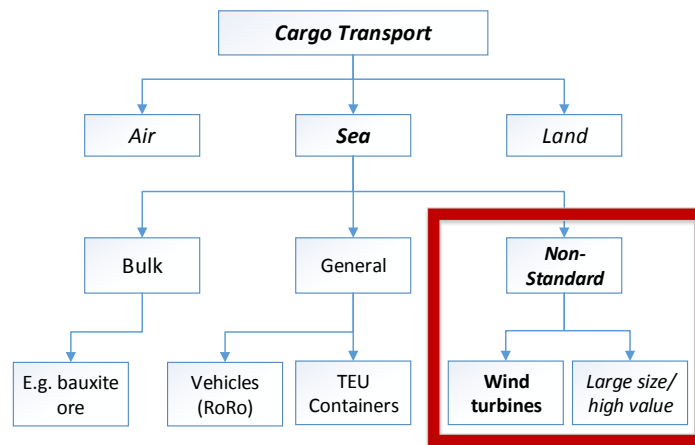 Cargo Transport
Air
Sea
Land
Bulk
General
Non-
Standard
E.g. bauxite
ore
Vehicles
(RoRo)
TEU
Containers
Wind
turbines
Large size/
high value